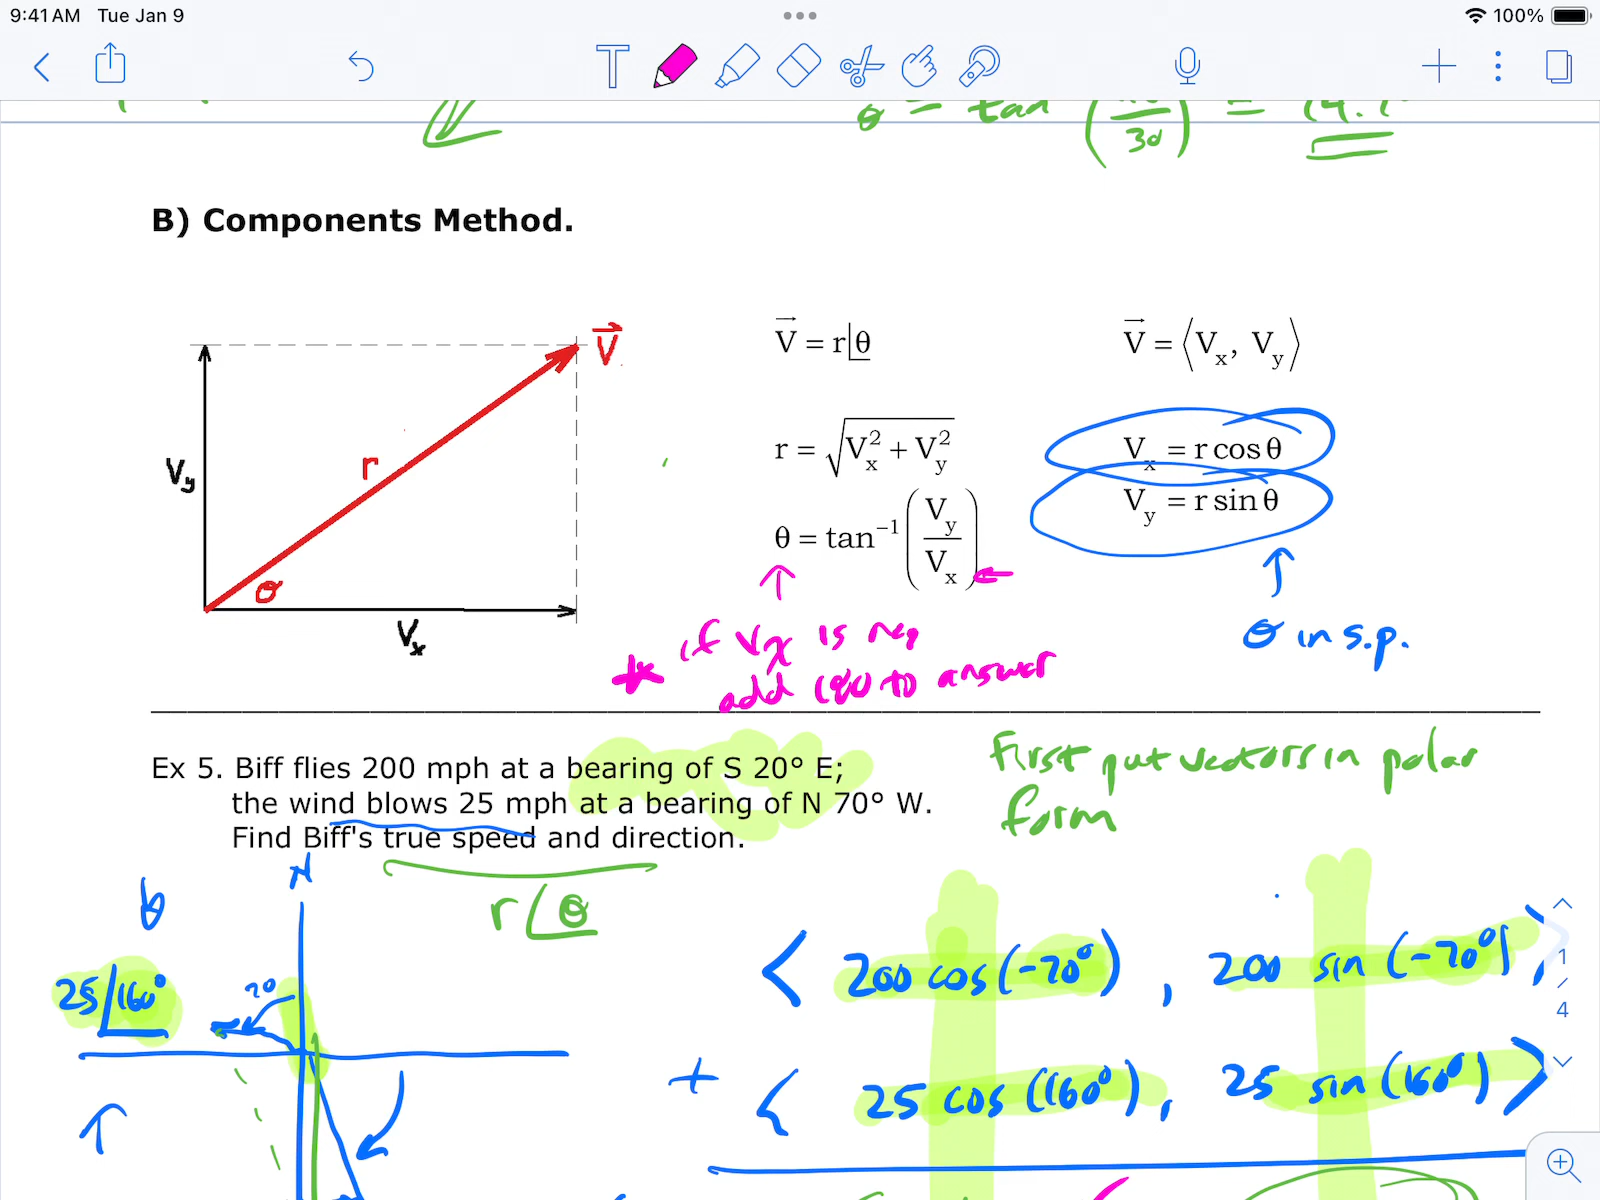 9:41 AM Tue Jan 9
100%
T
θ = tan ( /30) = 14.
B) Components Method.
V
r
θ
Vy
Vx
V = r|θ
V = ⟨Vx, Vy⟩
r = √Vx² + Vy²
Vx = r cos θ
θ = tan⁻¹ (Vy/Vx)
Vy = r sin θ
θ in s.p.
* if Vx is neg
add 180 to answer
Ex 5. Biff flies 200 mph at a bearing of S 20° E;
the wind blows 25 mph at a bearing of N 70° W.
Find Biff's true speed and direction.
First put vectors in polar
form
r∠θ
N
25/160°
70
< 200 cos(-70°), 200 sin(-70°) >
+ < 25 cos(160°), 25 sin(160°) >
1
/
4